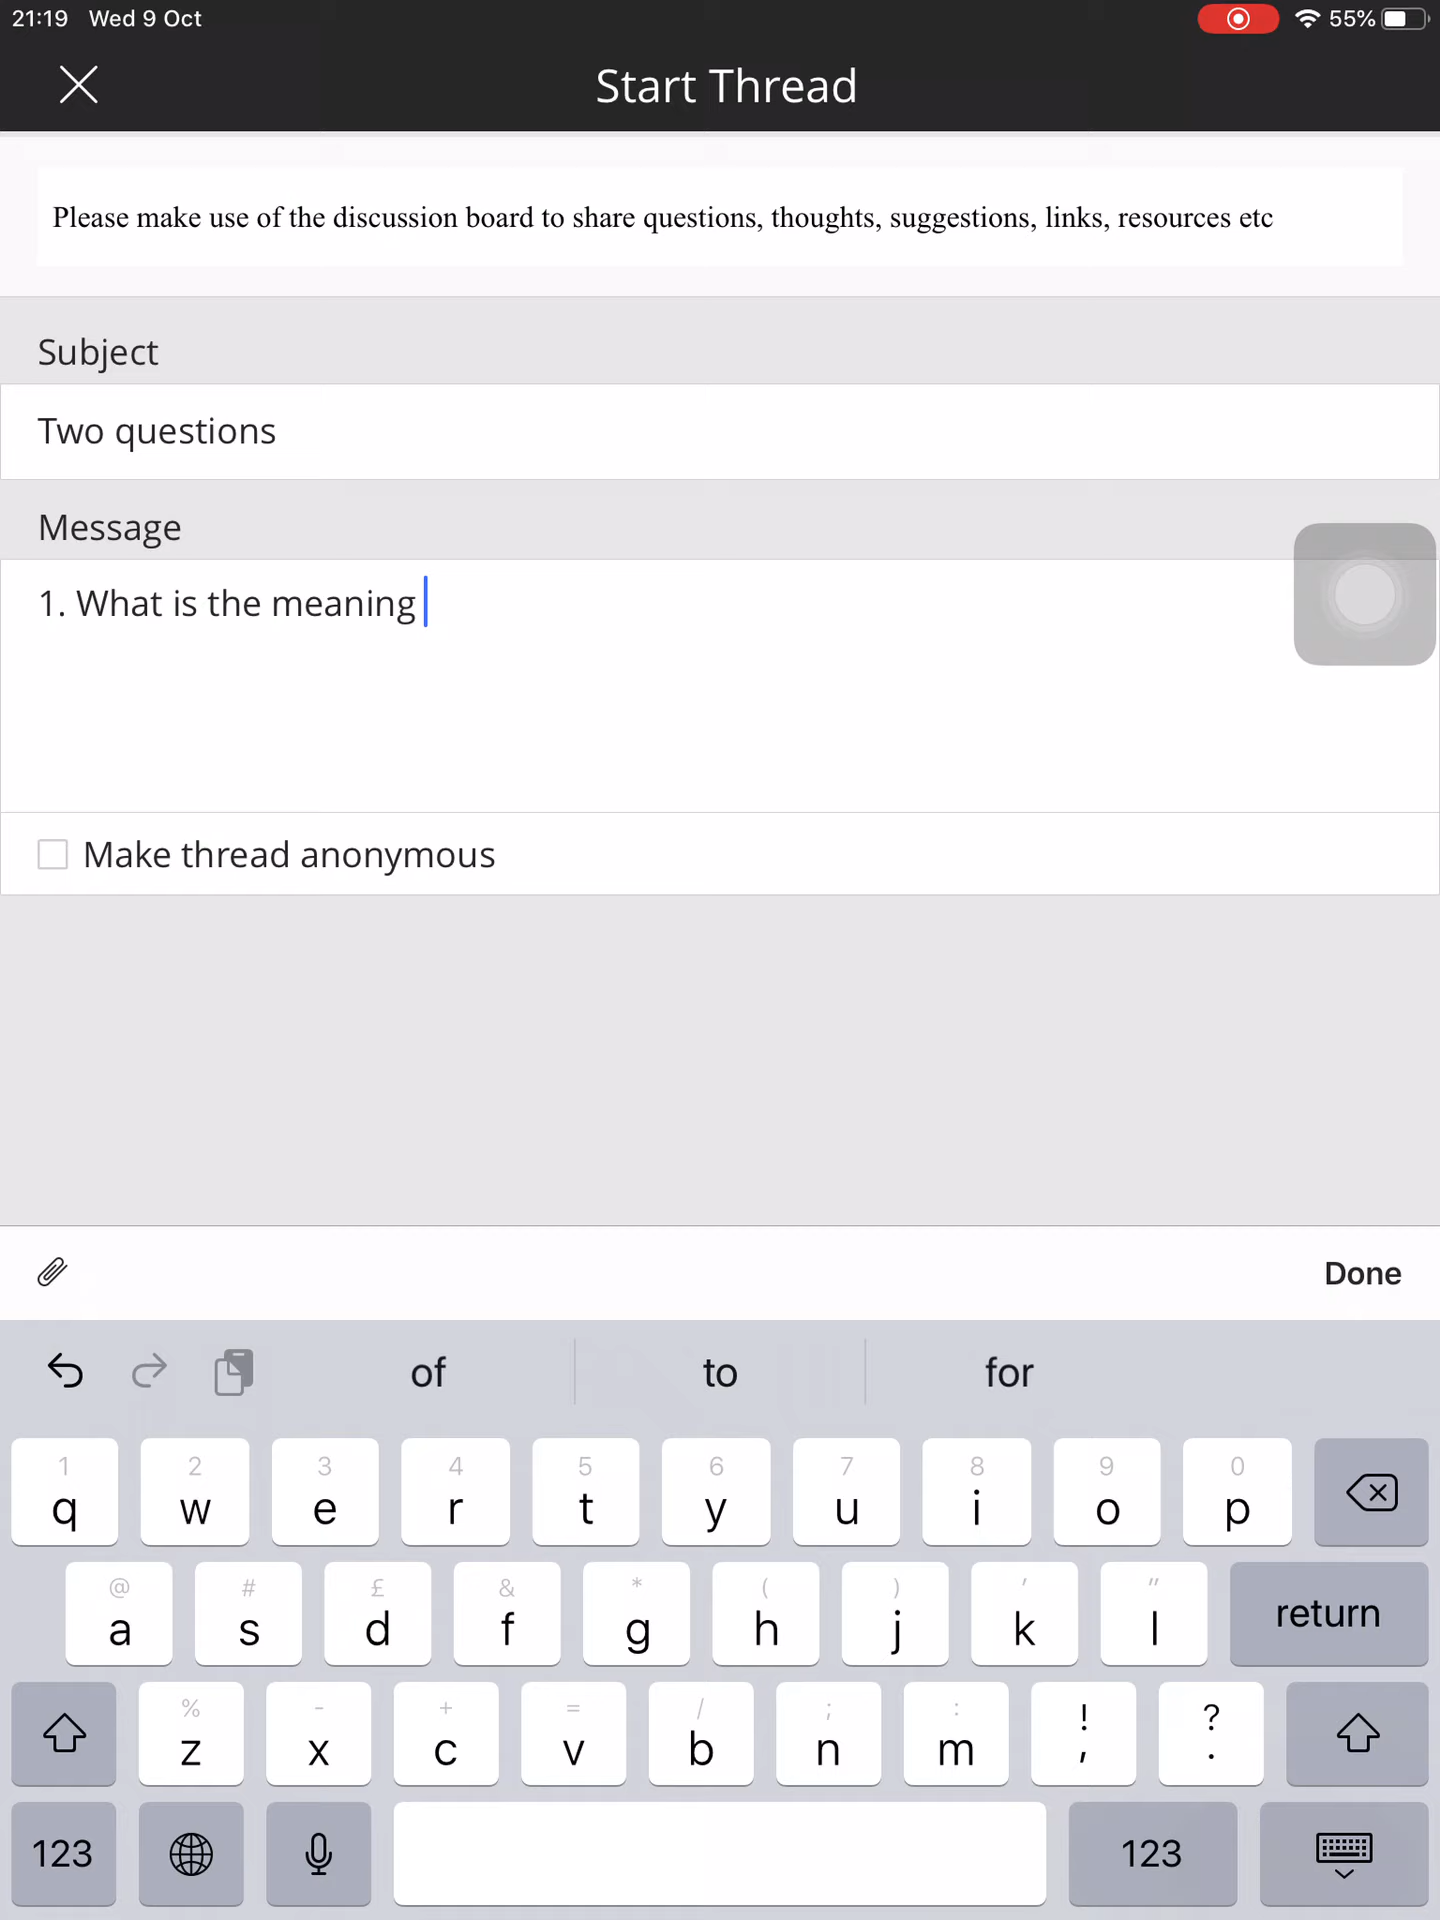 21:19 Wed 9 Oct 55%
Start Thread
Please make use of the discussion board to share questions, thoughts, suggestions, links, resources etc
Subject
Two questions
Message
1. What is the meaning
Make thread anonymous
Done
of to for
1 2 3 4 5 6 7 8 9 0
q w e r t y u i o p
@ # £ & * ( ) ' "
a s d f g h j k l return
% - + = / ; : ! ?
z x c v b n m , .
123 123